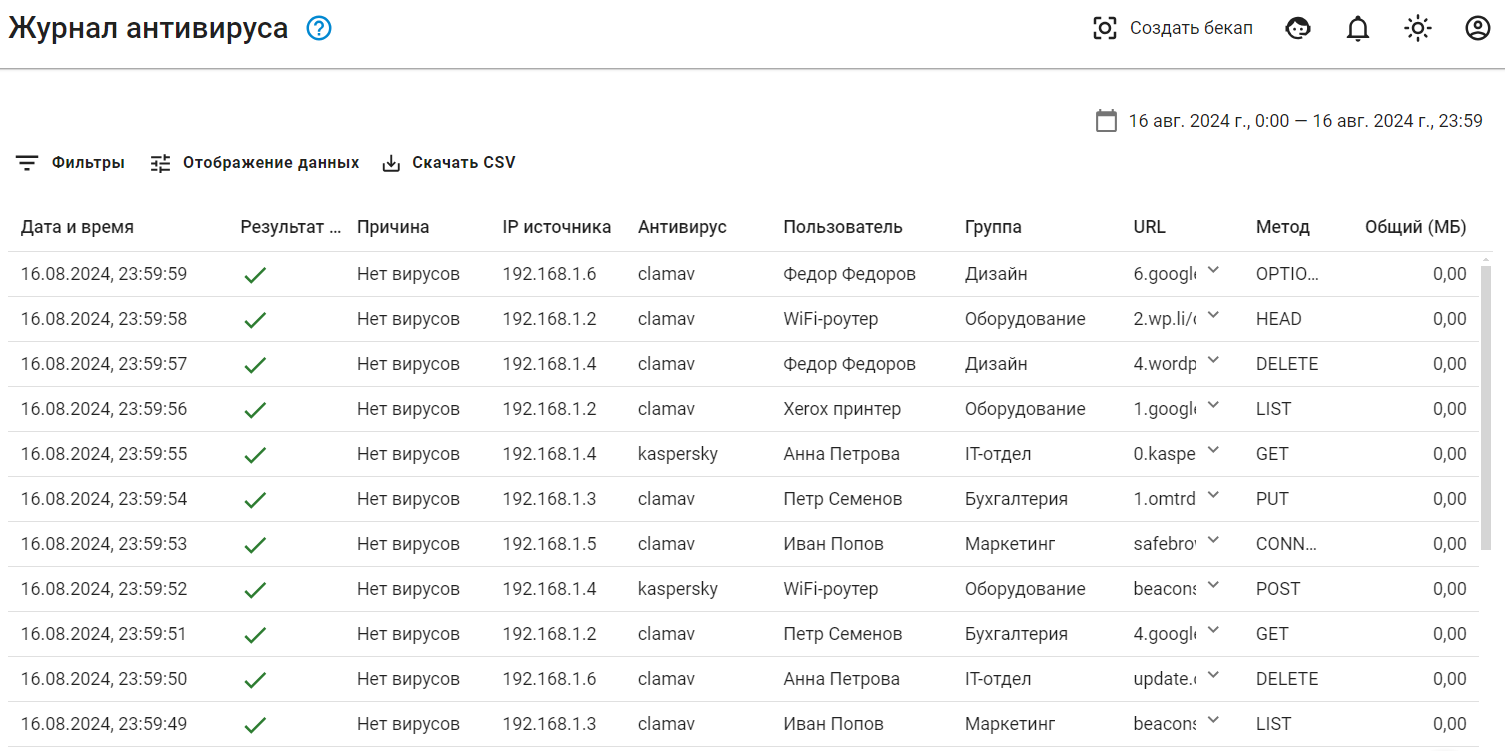 Журнал антивируса ?
Создать бекап
16 авг. 2024 г., 0:00 — 16 авг. 2024 г., 23:59
Фильтры Отображение данных Скачать CSV
Дата и время Результат ... Причина IP источника Антивирус Пользователь Группа URL Метод Общий (МБ)
16.08.2024, 23:59:59 Нет вирусов 192.168.1.6 clamav Федор Федоров Дизайн 6.google OPTIO... 0,00
16.08.2024, 23:59:58 Нет вирусов 192.168.1.2 clamav WiFi-роутер Оборудование 2.wp.li/c HEAD 0,00
16.08.2024, 23:59:57 Нет вирусов 192.168.1.4 clamav Федор Федоров Дизайн 4.wordp DELETE 0,00
16.08.2024, 23:59:56 Нет вирусов 192.168.1.2 clamav Xerox принтер Оборудование 1.google LIST 0,00
16.08.2024, 23:59:55 Нет вирусов 192.168.1.4 kaspersky Анна Петрова IT-отдел 0.kaspe GET 0,00
16.08.2024, 23:59:54 Нет вирусов 192.168.1.3 clamav Петр Семенов Бухгалтерия 1.omtrd PUT 0,00
16.08.2024, 23:59:53 Нет вирусов 192.168.1.5 clamav Иван Попов Маркетинг safebrow CONN... 0,00
16.08.2024, 23:59:52 Нет вирусов 192.168.1.4 kaspersky WiFi-роутер Оборудование beacons POST 0,00
16.08.2024, 23:59:51 Нет вирусов 192.168.1.2 clamav Петр Семенов Бухгалтерия 4.google GET 0,00
16.08.2024, 23:59:50 Нет вирусов 192.168.1.6 clamav Анна Петрова IT-отдел update.c DELETE 0,00
16.08.2024, 23:59:49 Нет вирусов 192.168.1.3 clamav Иван Попов Маркетинг beacons LIST 0,00